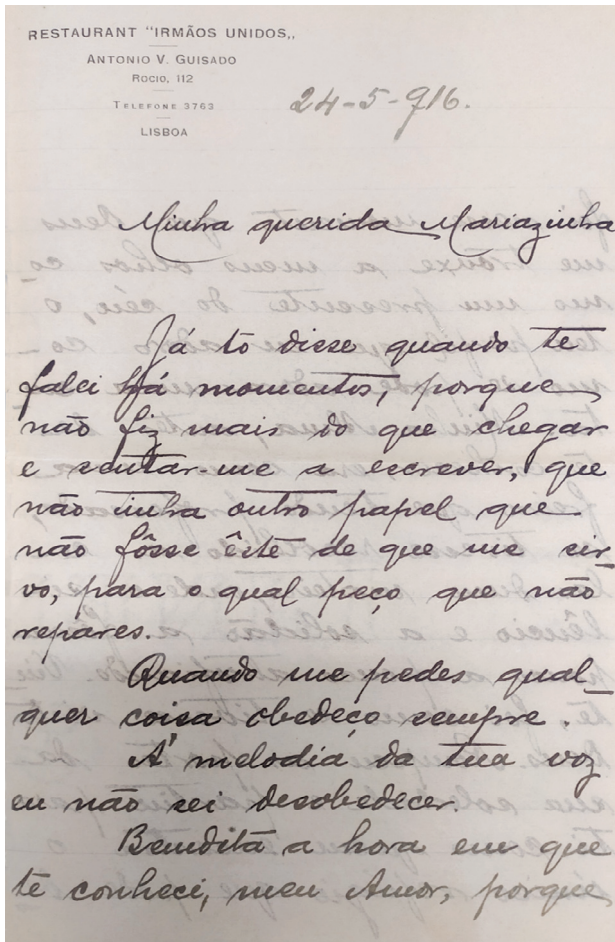 RESTAURANT "IRMÃOS UNIDOS„
ANTONIO V. GUISADO
ROCIO, 112
TELEFONE 3763
LISBOA
24-5-916.
Minha querida Mariazinha
Já to disse quando te
falei há momentos, porque
não fiz mais do que chegar
e sentar-me a escrever, que
não tinha outro papel que
não fôsse êste de que me sir_
vo, para o qual peço que não
repares.
Quando me pedes qual_
quer coisa obedeço sempre.
Á melodia da tua voz
eu não sei desobedecer.
Bemdita a hora em que
te conheci, meu Amor, porque